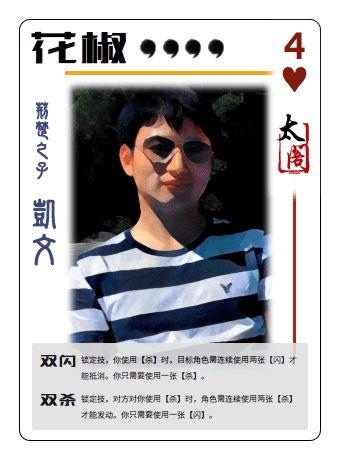 花椒
4
太
阁
荔梦之子
凱文
双闪 锁定技，你使用【杀】时，目标角色需连续使用两张【闪】才
能抵消。你只需要使用一张【杀】。
双杀 锁定技，对方对你使用【杀】时，角色需连续使用两张【杀】
才能发动。你只需要使用一张【闪】。